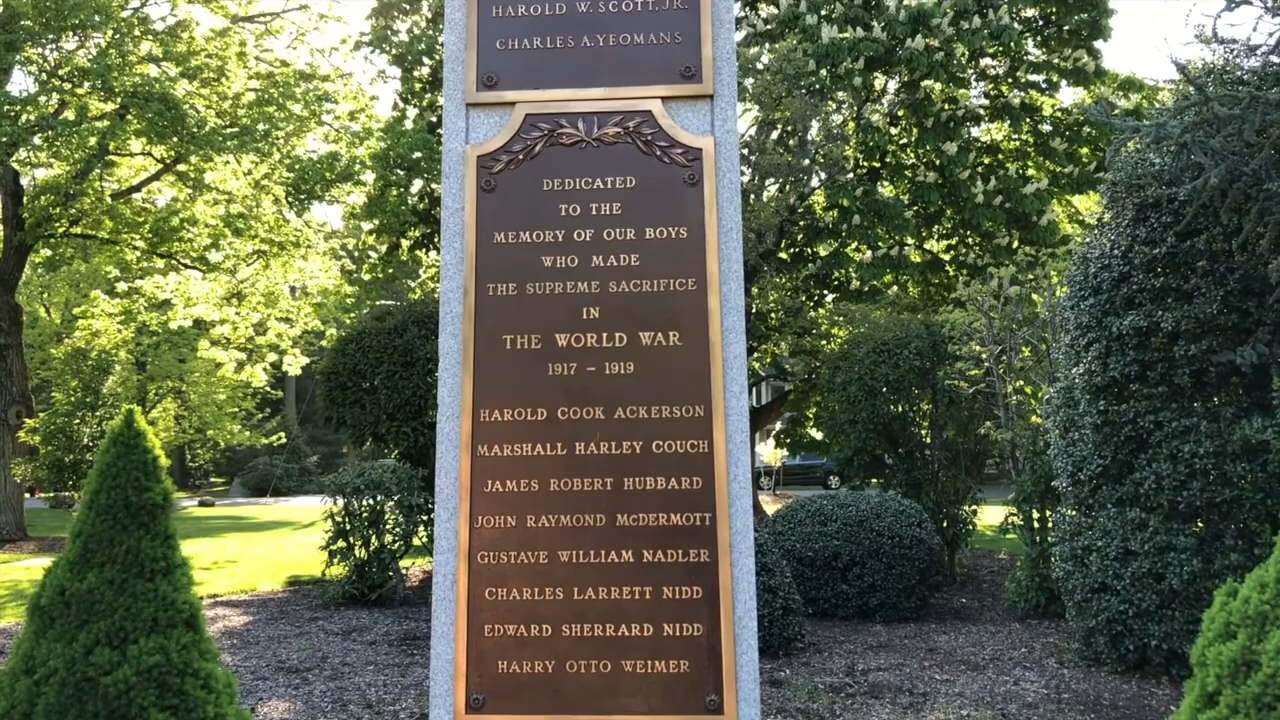 HAROLD W. SCOTT, JR.
CHARLES A. YEOMANS
DEDICATED
TO THE
MEMORY OF OUR BOYS
WHO MADE
THE SUPREME SACRIFICE
IN
THE WORLD WAR
1917 – 1919
HAROLD COOK ACKERSON
MARSHALL HARLEY COUCH
JAMES ROBERT HUBBARD
JOHN RAYMOND McDERMOTT
GUSTAVE WILLIAM NADLER
CHARLES LARRETT NIDD
EDWARD SHERRARD NIDD
HARRY OTTO WEIMER